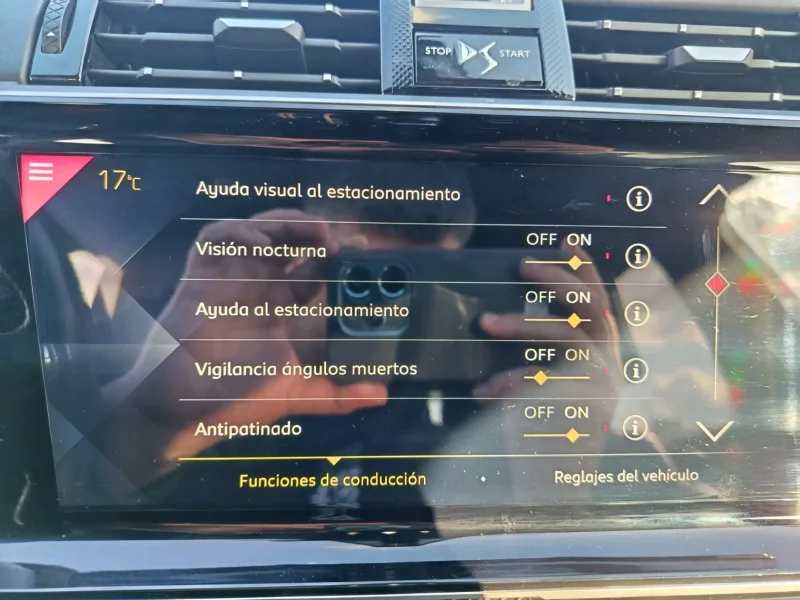 STOP START
17°C
Ayuda visual al estacionamiento
Visión nocturna OFF ON
Ayuda al estacionamiento OFF ON
Vigilancia ángulos muertos OFF ON
Antipatinado OFF ON
Funciones de conducción Reglajes del vehículo